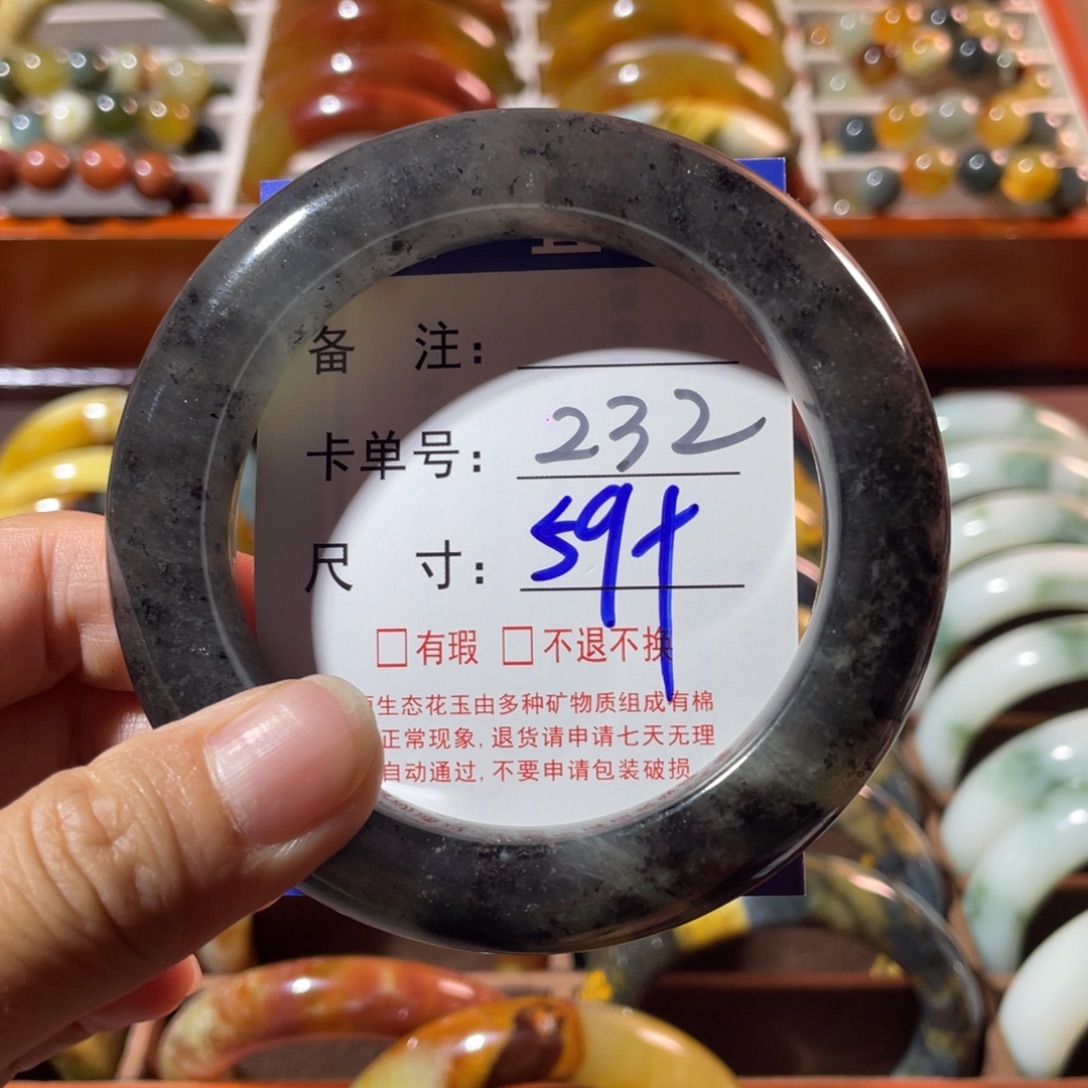 备 注：
卡单号：232
尺 寸：59+
□有瑕 □不退不换
生态花玉由多种矿物质组成有棉
正常现象,退货请申请七天无理
自动通过,不要申请包装破损